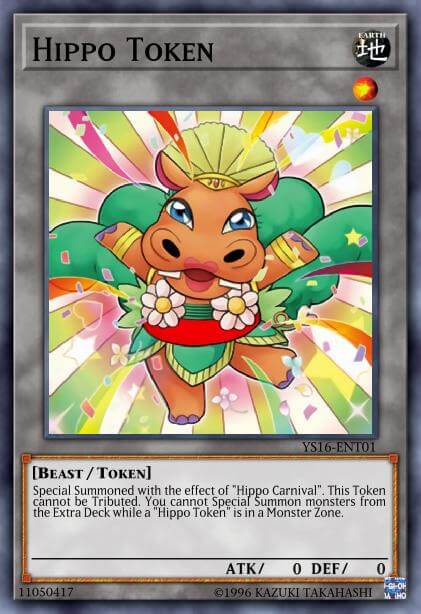 Hippo Token
EARTH
地
YS16-ENT01
[Beast / Token]
Special Summoned with the effect of "Hippo Carnival". This Token
cannot be Tributed. You cannot Special Summon monsters from
the Extra Deck while a "Hippo Token" is in a Monster Zone.
ATK/ 0 DEF/ 0
11050417
©1996 KAZUKI TAKAHASHI